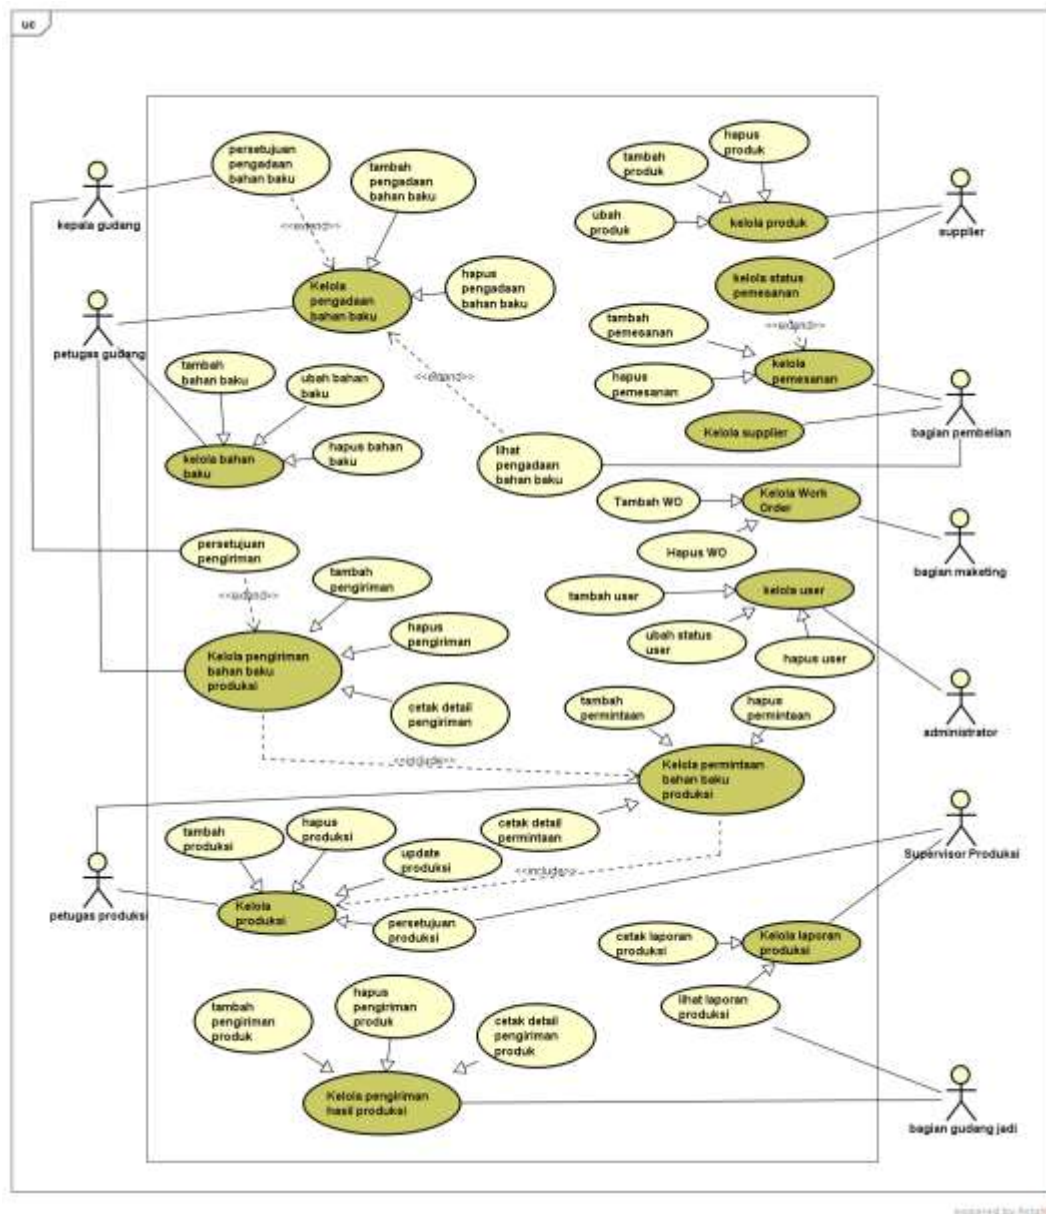 uc
persetujuan
pengadaan
bahan baku
tambah
pengadaan
bahan baku
hapus
produk
tambah
produk
ubah
produk
kelola produk
kepala gudang
supplier
<<extend>>
Kelola
pengadaan
bahan baku
hapus
pengadaan
bahan baku
kelola status
pemesanan
<<extend>>
tambah
pemesanan
petugas gudang
tambah
bahan baku
ubah bahan
baku
<<extend>>
hapus
pemesanan
kelola
pemesanan
Kelola supplier
bagian pembelian
hapus bahan
baku
kelola bahan
baku
lihat
pengadaan
bahan baku
Tambah WO
Kelola Work
Order
Hapus WO
bagian maketing
persetujuan
pengiriman
tambah
pengiriman
<<extend>>
tambah user
kelola user
hapus
pengiriman
ubah status
user
hapus user
Kelola pengiriman
bahan baku
produksi
cetak detail
pengiriman
tambah
permintaan
hapus
permintaan
administrator
<<include>>
Kelola permintaan
bahan baku
produksi
tambah
produksi
hapus
produksi
cetak detail
permintaan
update
produksi
<<include>>
Supervisor Produksi
petugas produksi
Kelola
produksi
persetujuan
produksi
cetak laporan
produksi
Kelola laporan
produksi
lihat laporan
produksi
tambah
pengiriman
produk
hapus
pengiriman
produk
cetak detail
pengiriman
produk
Kelola pengiriman
hasil produksi
bagian gudang jadi
powered by Astah